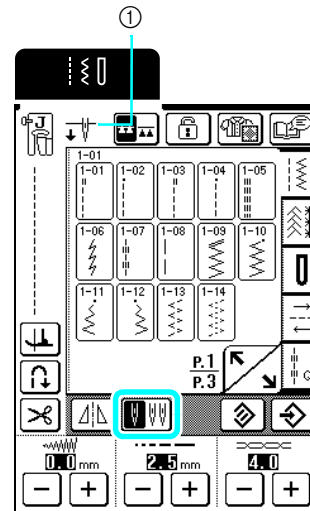 ①
J
1-01
1-01 1-02 1-03 1-04 1-05
1-06 1-07 1-08 1-09 1-10
1-11 1-12 1-13 1-14
P.1
P.3
0.0 mm 2.5 mm 4.0
- + - + - +